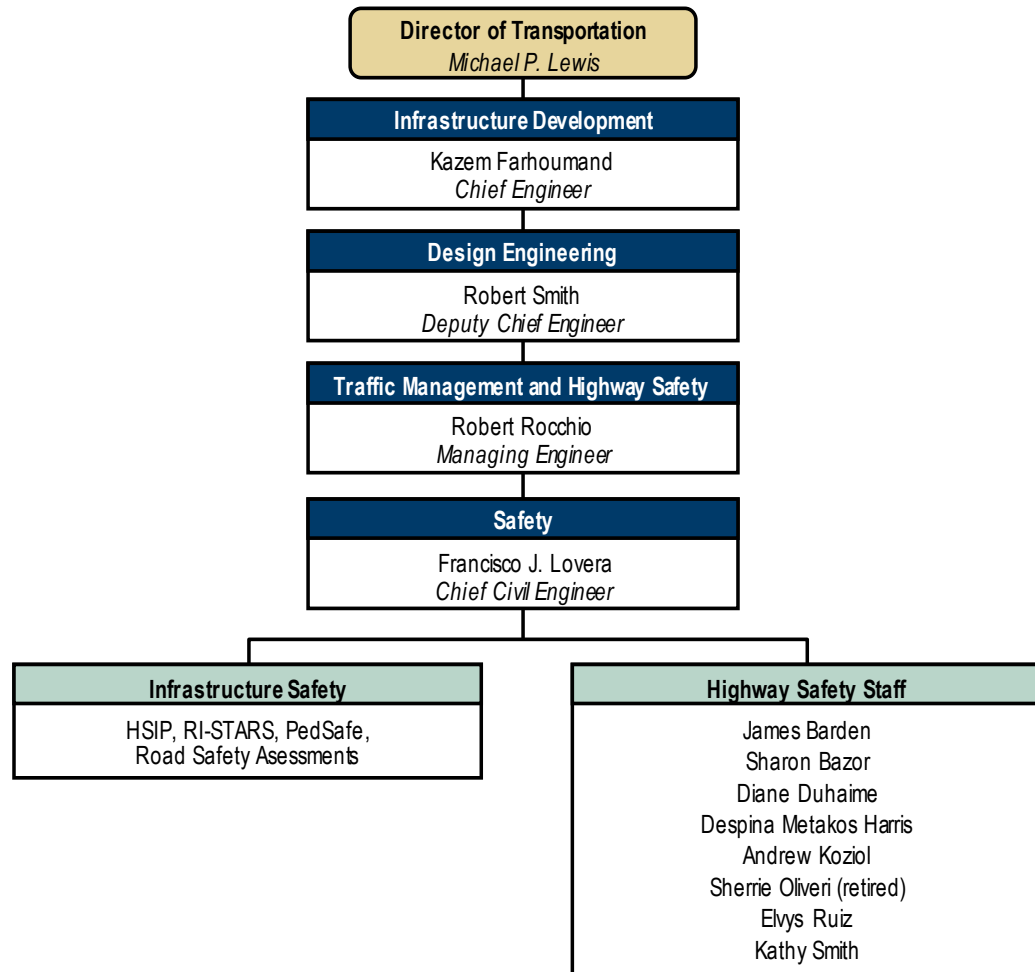 Director of Transportation
Michael P. Lewis
Infrastructure Development
Kazem Farhoumand
Chief Engineer
Design Engineering
Robert Smith
Deputy Chief Engineer
Traffic Management and Highway Safety
Robert Rocchio
Managing Engineer
Safety
Francisco J. Lovera
Chief Civil Engineer
Infrastructure Safety
HSIP, RI-STARS, PedSafe,
Road Safety Asessments
Highway Safety Staff
James Barden
Sharon Bazor
Diane Duhaime
Despina Metakos Harris
Andrew Koziol
Sherrie Oliveri (retired)
Elvys Ruiz
Kathy Smith